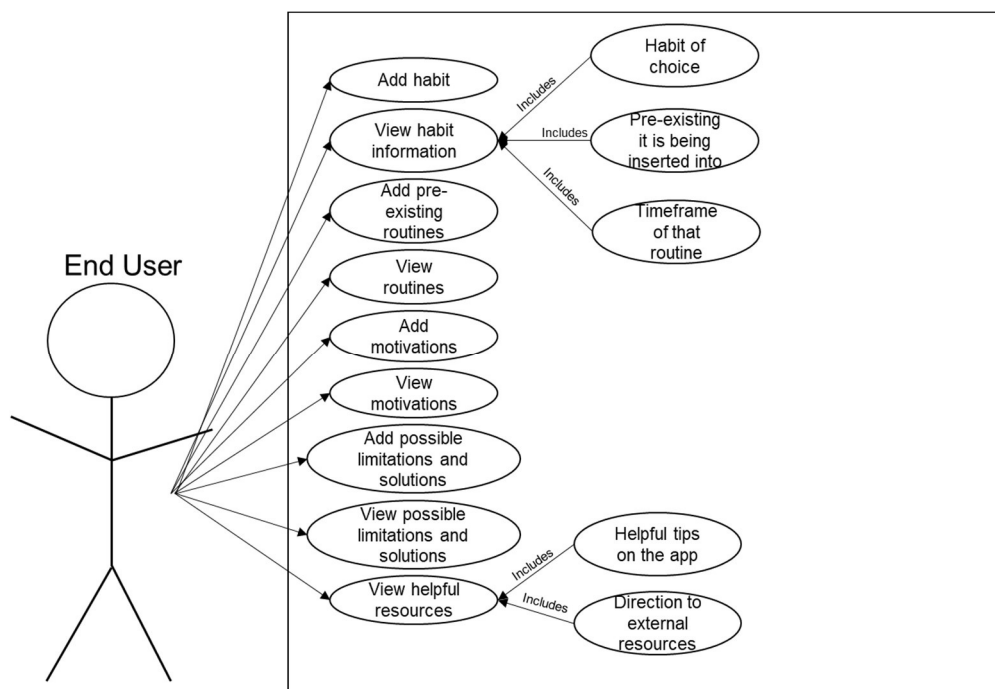 End User
Add habit
View habit
information
Add pre-
existing
routines
View
routines
Add
motivations
View
motivations
Add possible
limitations and
solutions
View possible
limitations and
solutions
View helpful
resources
Includes
Includes
Includes
Habit of
choice
Pre-existing
it is being
inserted into
Timeframe
of that
routine
Includes
Includes
Helpful tips
on the app
Direction to
external
resources